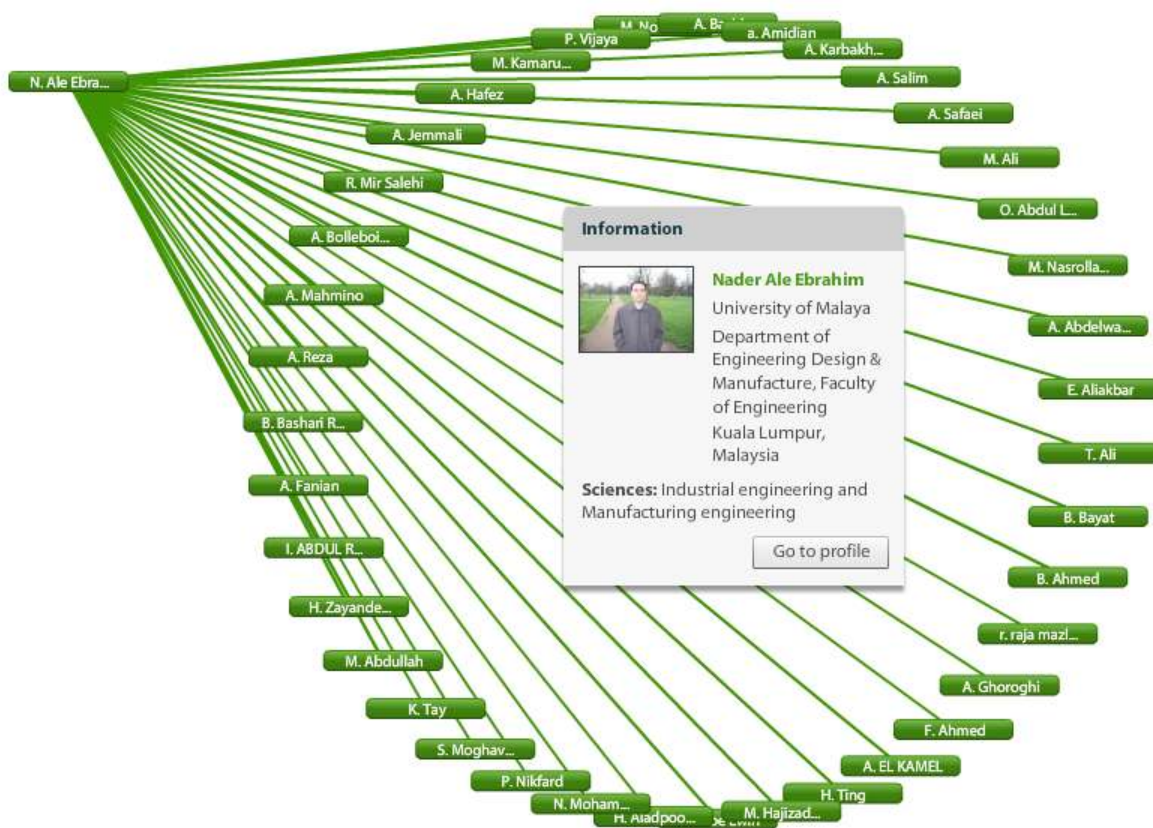 A. Ba
M. No
a. Amidian
P. Vijaya
A. Karbakh...
M. Kamaru...
A. Salim
N. Ale Ebra...
A. Hafez
A. Safaei
A. Jemmali
M. Ali
R. Mir Salehi
O. Abdul L...
Information
A. Bolleboi...
M. Nasrolla...
Nader Ale Ebrahim
University of Malaya
Department of
Engineering Design &
Manufacture, Faculty
of Engineering
Kuala Lumpur,
Malaysia
Sciences: Industrial engineering and
Manufacturing engineering
Go to profile
A. Mahmino
A. Abdelwa...
A. Reza
E. Aliakbar
B. Bashari R...
T. Ali
A. Fanian
B. Bayat
I. ABDUL R...
B. Ahmed
H. Zayande...
r. raja mazl...
M. Abdullah
A. Ghoroghi
K. Tay
F. Ahmed
S. Moghav...
A. EL KAMEL
P. Nikfard
H. Ting
N. Moham...
M. Hajizad...
H. Aladpoo...